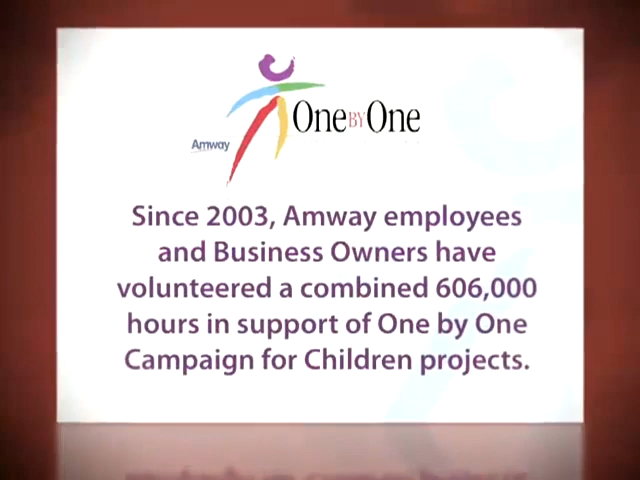 One BY One
Amway
Since 2003, Amway employees
and Business Owners have
volunteered a combined 606,000
hours in support of One by One
Campaign for Children projects.